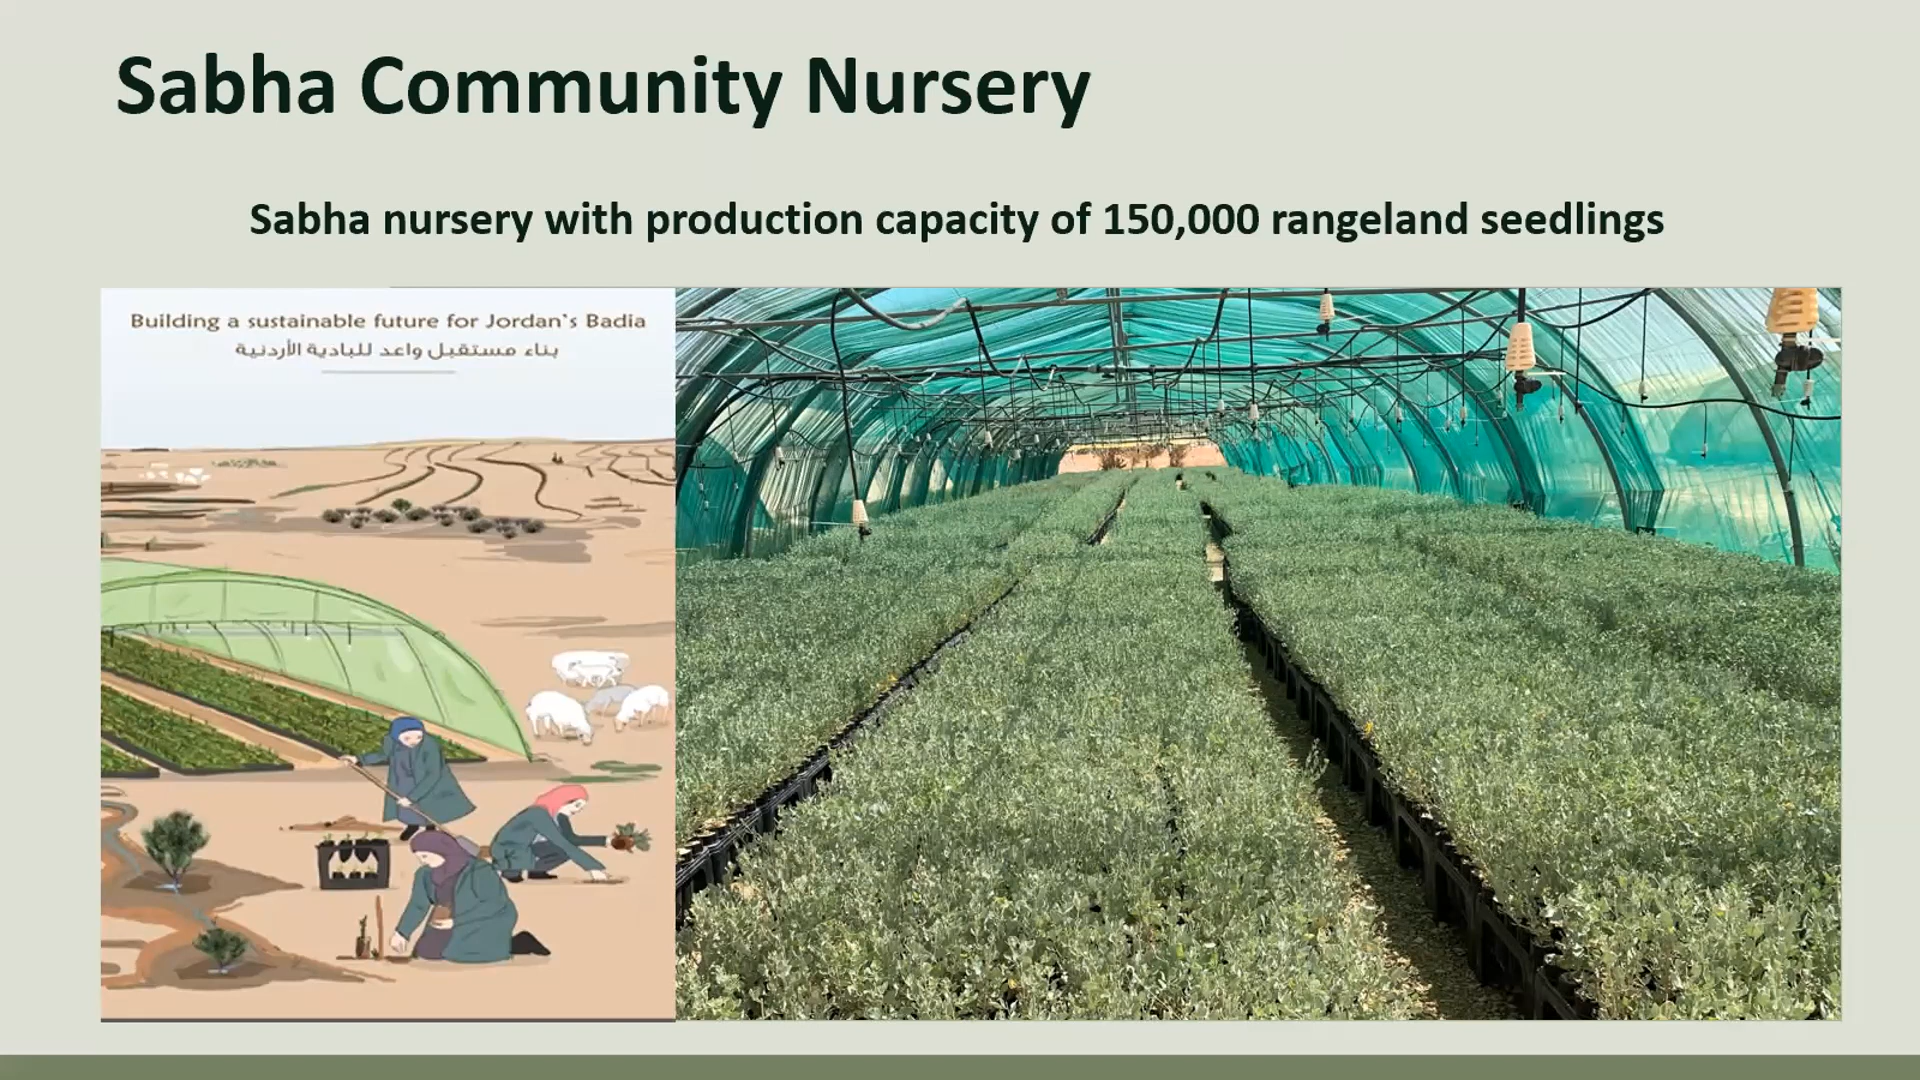 Sabha Community Nursery
Sabha nursery with production capacity of 150,000 rangeland seedlings
Building a sustainable future for Jordan`s Badia
بناء مستقبل واعد للبادية الأردنية